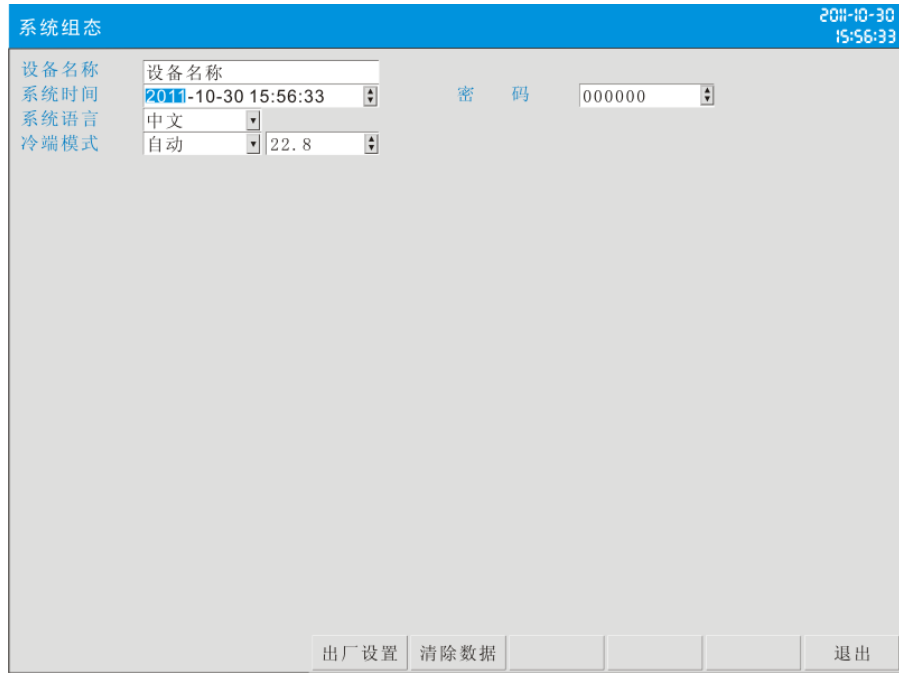 系统组态
2011-10-30
15:56:33
设备名称 设备名称
系统时间 2011-10-30 15:56:33 密 码 000000
系统语言 中文
冷端模式 自动 22.8
出厂设置 清除数据 退出